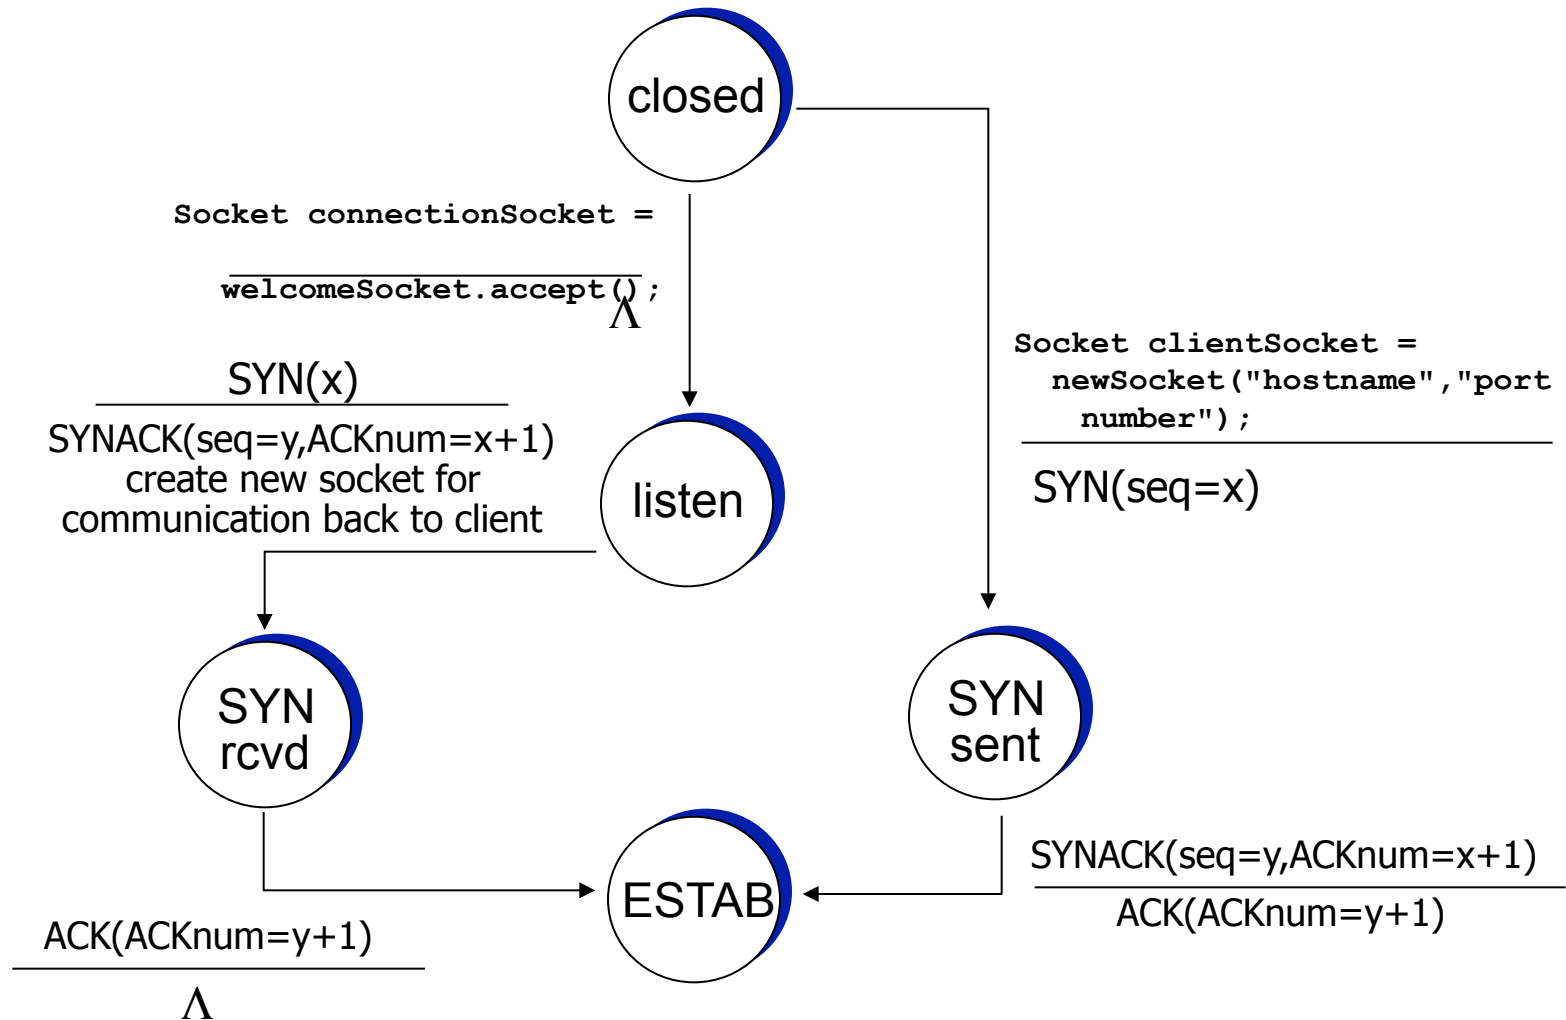 closed
Socket connectionSocket =
welcomeSocket.accept();
Λ
Socket clientSocket =
newSocket("hostname","port
number");
SYN(seq=x)
SYN(x)
SYNACK(seq=y,ACKnum=x+1)
create new socket for
communication back to client
listen
SYN
rcvd
SYN
sent
ESTAB
SYNACK(seq=y,ACKnum=x+1)
ACK(ACKnum=y+1)
ACK(ACKnum=y+1)
Λ